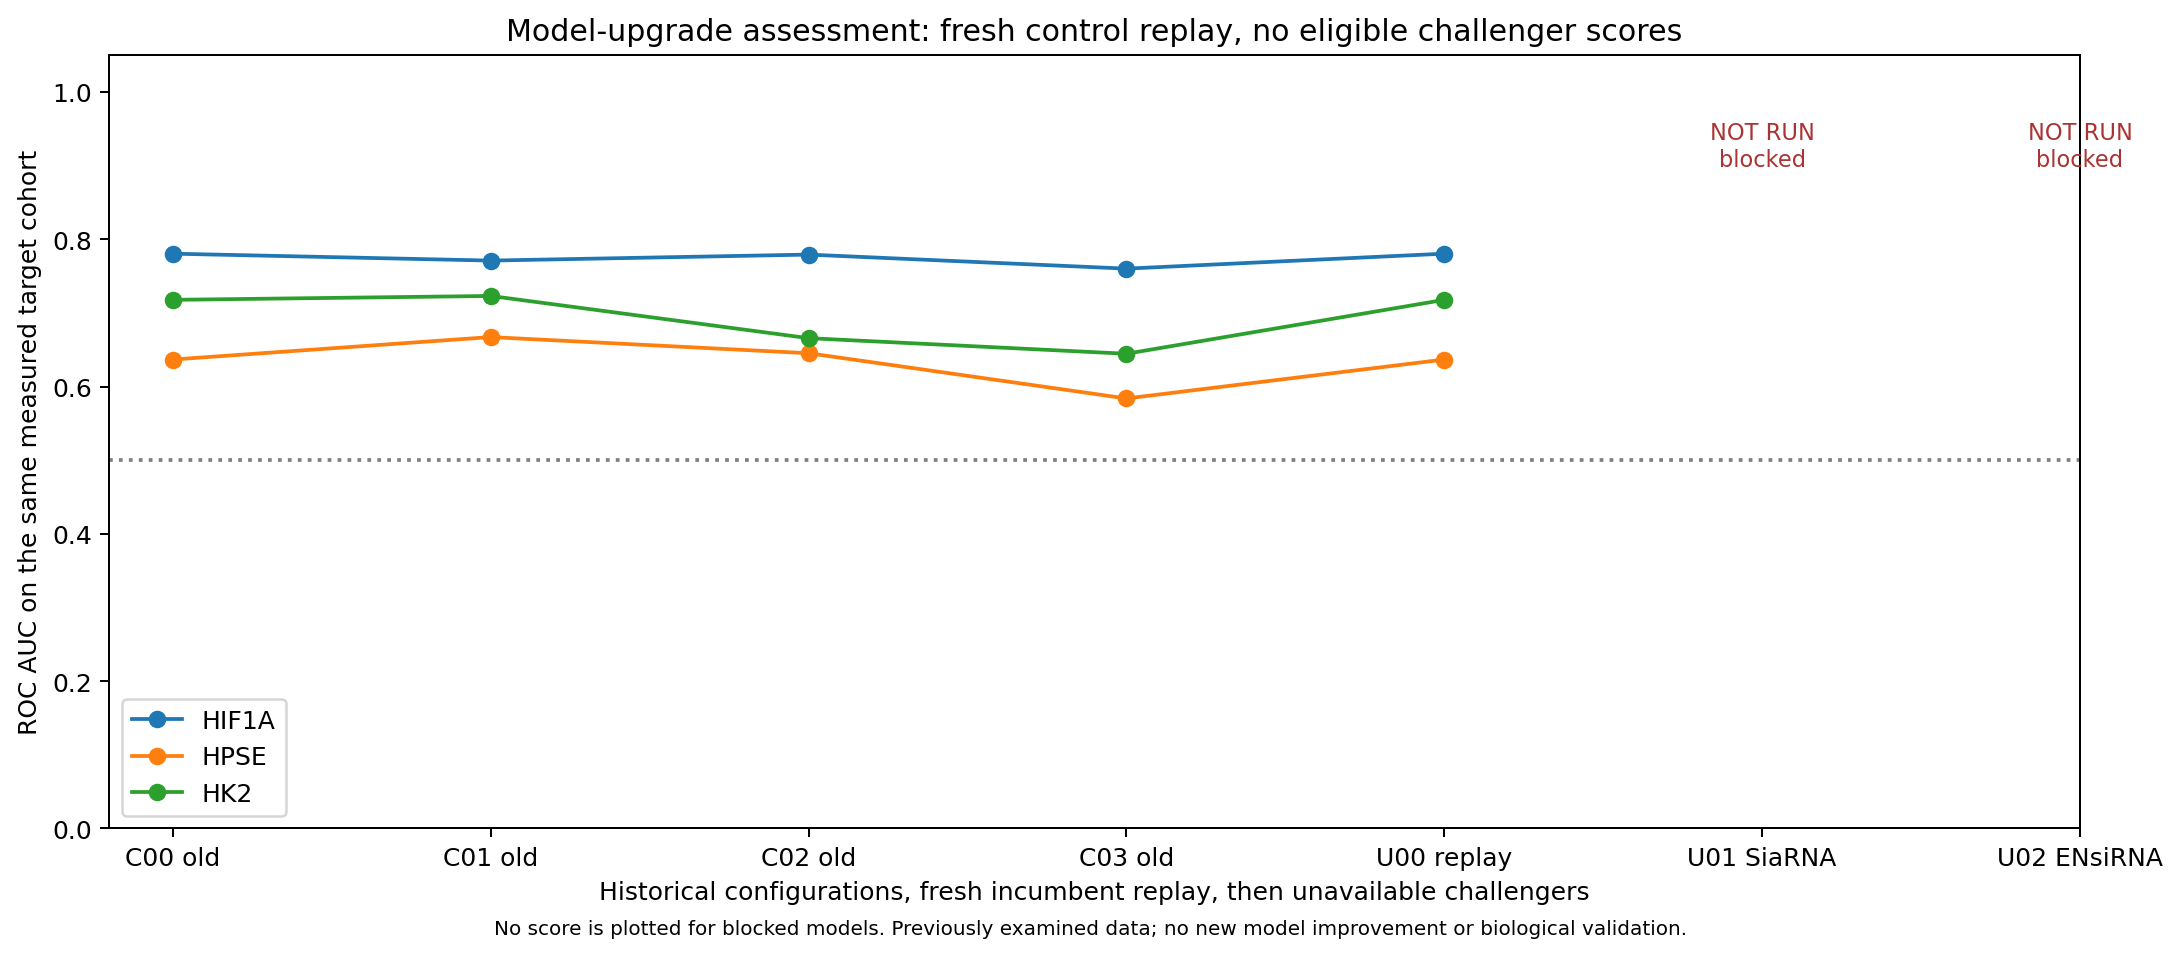 Model-upgrade assessment: fresh control replay, no eligible challenger scores
ROC AUC on the same measured target cohort
1.0
0.8
0.6
0.4
0.2
0.0
NOT RUN
blocked
NOT RUN
blocked
HIF1A
HPSE
HK2
C00 old
C01 old
C02 old
C03 old
U00 replay
U01 SiaRNA
U02 ENsiRNA
Historical configurations, fresh incumbent replay, then unavailable challengers
No score is plotted for blocked models. Previously examined data; no new model improvement or biological validation.